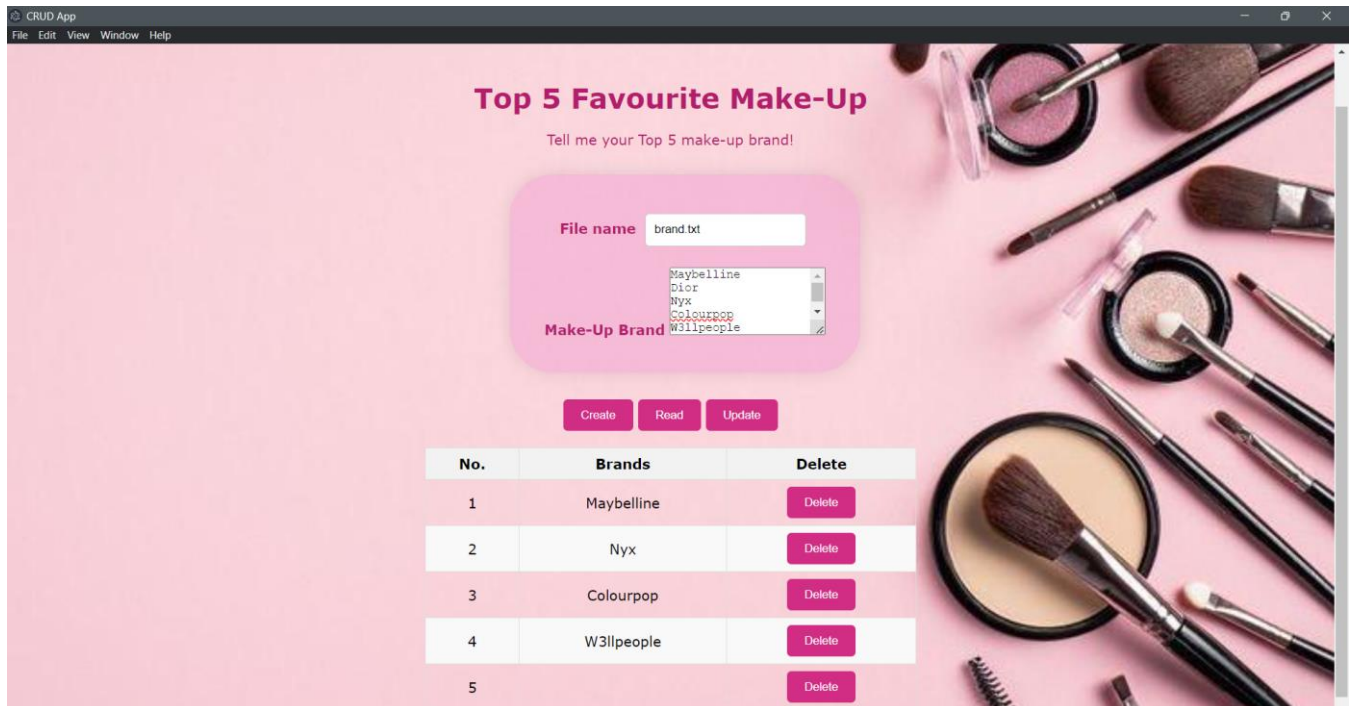 CRUD App
File Edit View Window Help
Top 5 Favourite Make-Up
Tell me your Top 5 make-up brand!
File name brand.txt
Maybelline
Dior
Nyx
Colourpop
Make-Up Brand W3llpeople
Create Read Update
No. Brands Delete
1 Maybelline Delete
2 Nyx Delete
3 Colourpop Delete
4 W3llpeople Delete
5 Delete